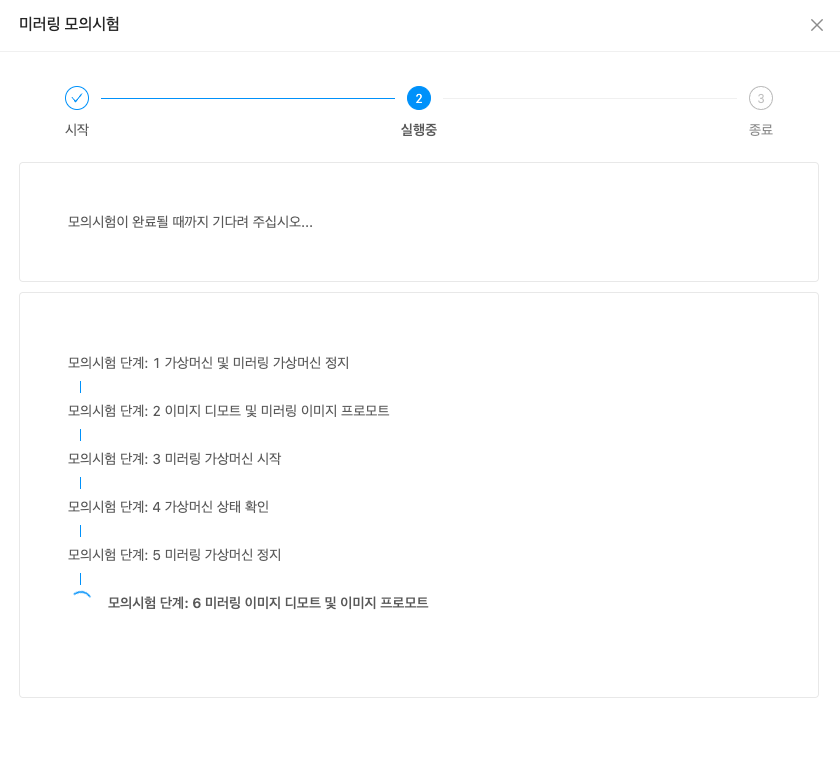 미러링 모의시험
2
3
시작
실행중
종료
모의시험이 완료될 때까지 기다려 주십시오...
모의시험 단계: 1 가상머신 및 미러링 가상머신 정지
모의시험 단계: 2 이미지 디모트 및 미러링 이미지 프로모트
모의시험 단계: 3 미러링 가상머신 시작
모의시험 단계: 4 가상머신 상태 확인
모의시험 단계: 5 미러링 가상머신 정지
모의시험 단계: 6 미러링 이미지 디모트 및 이미지 프로모트